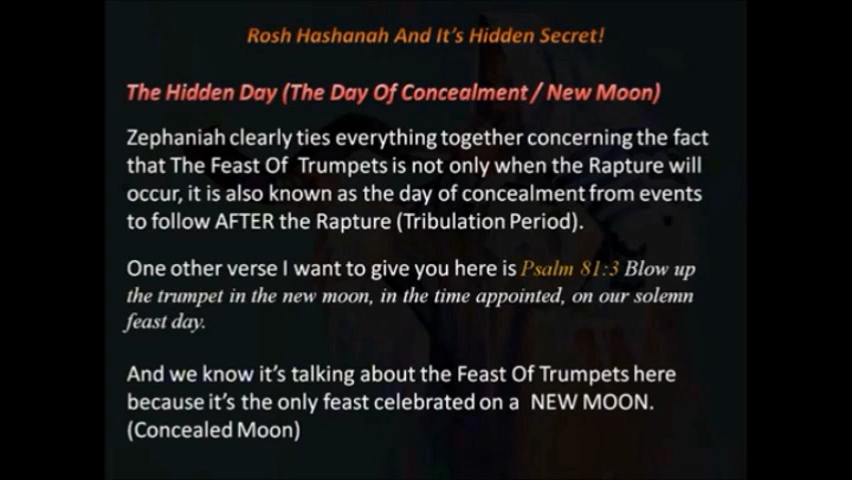 Rosh Hashanah And It's Hidden Secret!
The Hidden Day (The Day Of Concealment / New Moon)
Zephaniah clearly ties everything together concerning the fact
that The Feast Of Trumpets is not only when the Rapture will
occur, it is also known as the day of concealment from events
to follow AFTER the Rapture (Tribulation Period).
One other verse I want to give you here is Psalm 81:3 Blow up
the trumpet in the new moon, in the time appointed, on our solemn
feast day.
And we know it's talking about the Feast Of Trumpets here
because it's the only feast celebrated on a NEW MOON.
(Concealed Moon)